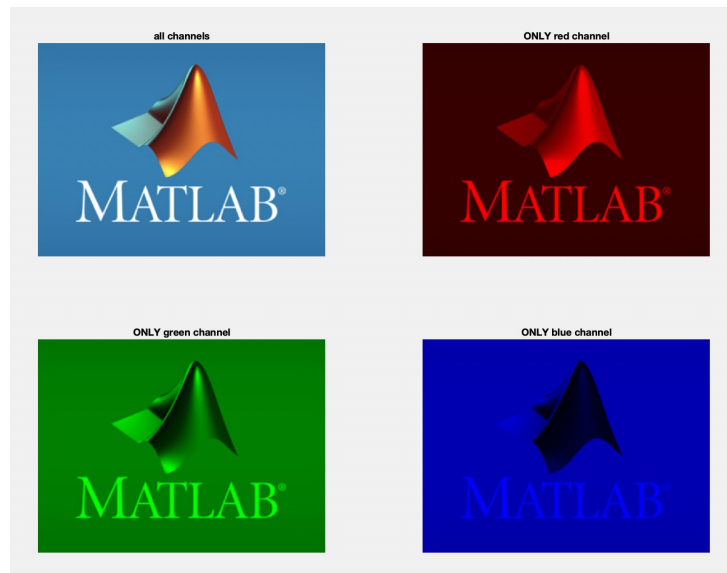 all channels
MATLAB®
ONLY red channel
MATLAB®
ONLY green channel
MATLAB®
ONLY blue channel
MATLAB®